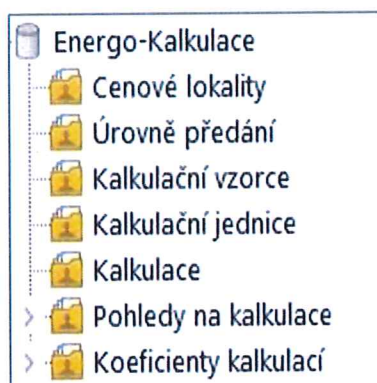 Energo-Kalkulace
Cenové lokality
Úrovně předání
Kalkulační vzorce
Kalkulační jednice
Kalkulace
Pohledy na kalkulace
Koeficienty kalkulací